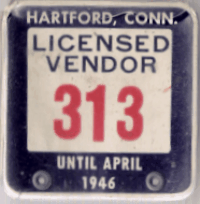 HARTFORD, CONN.
LICENSED
VENDOR
313
UNTIL APRIL
1946